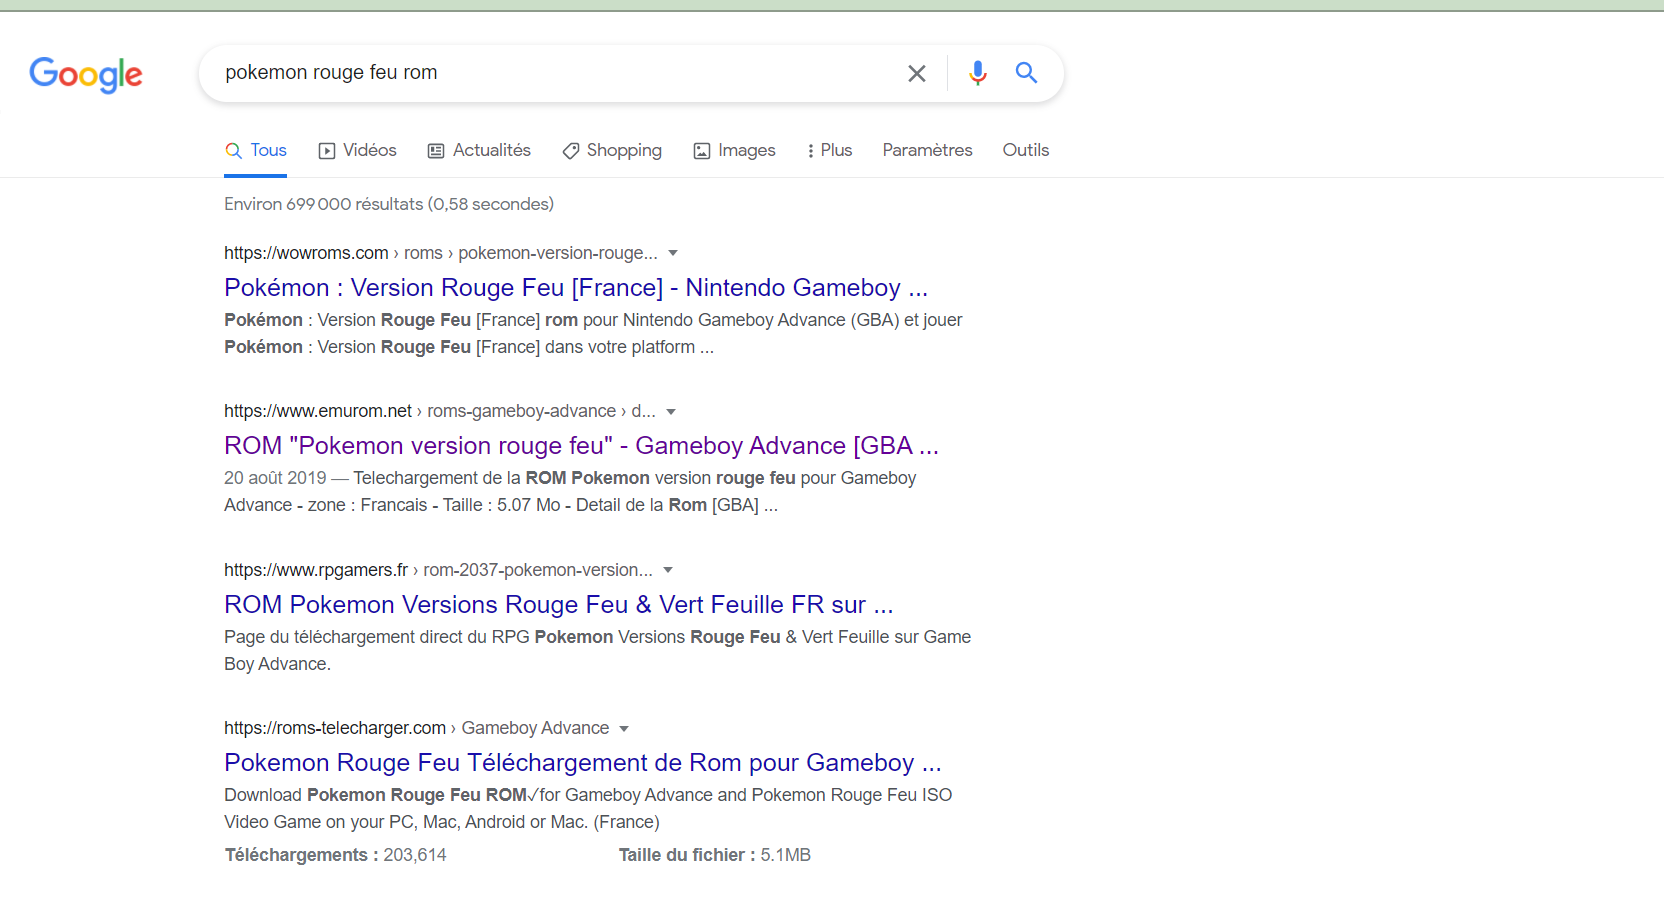 Google
pokemon rouge feu rom
Tous Vidéos Actualités Shopping Images Plus Paramètres Outils
Environ 699 000 résultats (0,58 secondes)
https://wowroms.com › roms › pokemon-version-rouge...
Pokémon : Version Rouge Feu [France] - Nintendo Gameboy ...
Pokémon : Version Rouge Feu [France] rom pour Nintendo Gameboy Advance (GBA) et jouer
Pokémon : Version Rouge Feu [France] dans votre platform ...
https://www.emurom.net › roms-gameboy-advance › d...
ROM "Pokemon version rouge feu" - Gameboy Advance [GBA ...
20 août 2019 — Telechargement de la ROM Pokemon version rouge feu pour Gameboy
Advance - zone : Francais - Taille : 5.07 Mo - Detail de la Rom [GBA] ...
https://www.rpgamers.fr › rom-2037-pokemon-version...
ROM Pokemon Versions Rouge Feu & Vert Feuille FR sur ...
Page du téléchargement direct du RPG Pokemon Versions Rouge Feu & Vert Feuille sur Game
Boy Advance.
https://roms-telecharger.com › Gameboy Advance
Pokemon Rouge Feu Téléchargement de Rom pour Gameboy ...
Download Pokemon Rouge Feu ROM✓for Gameboy Advance and Pokemon Rouge Feu ISO
Video Game on your PC, Mac, Android or Mac. (France)
Téléchargements : 203,614 Taille du fichier : 5.1MB